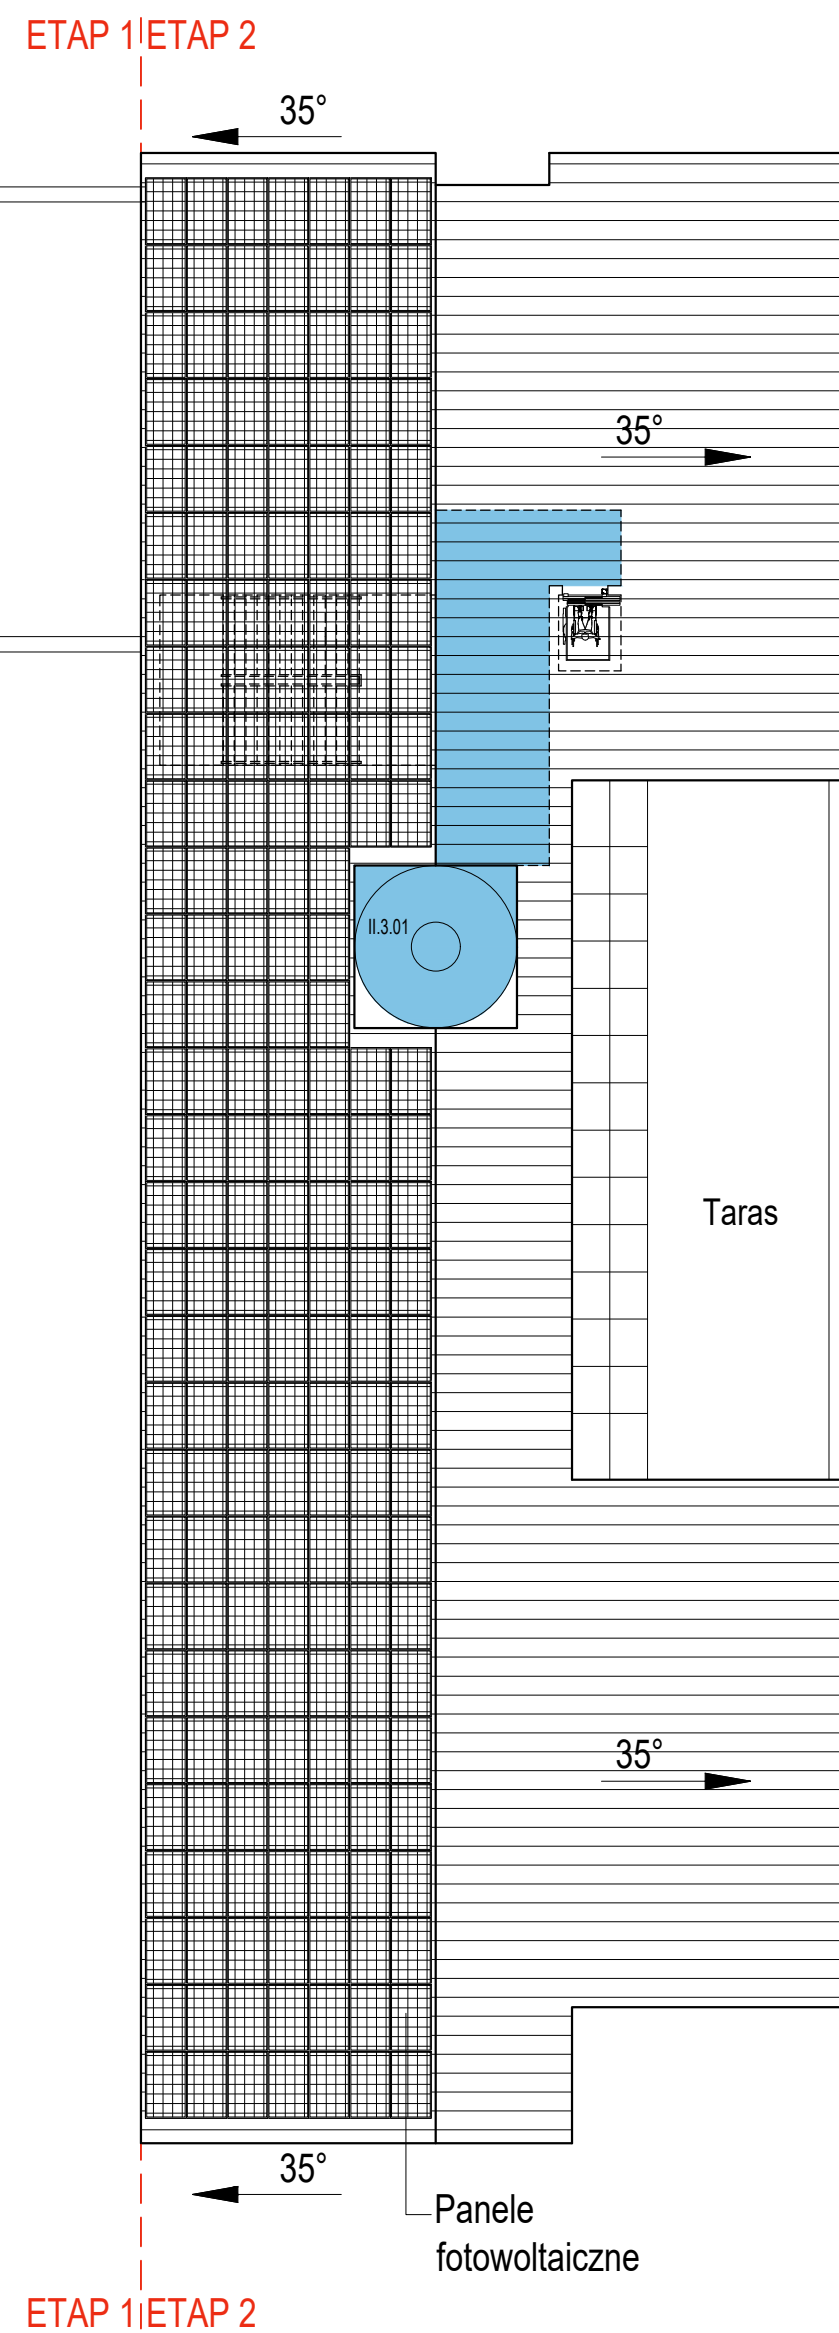 ETAP 1 ETAP 2
35°
35°
II.3.01
Taras
35°
35°
Panele
fotowoltaiczne
ETAP 1 ETAP 2